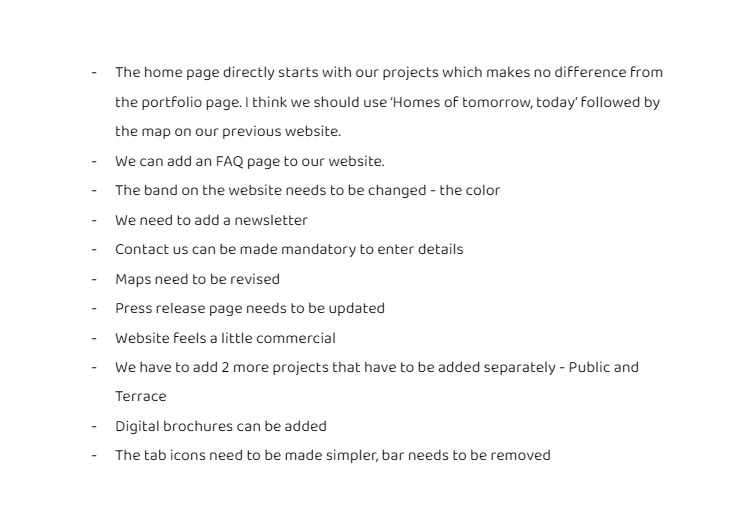 - The home page directly starts with our projects which makes no difference from
the portfolio page. I think we should use ‘Homes of tomorrow, today’ followed by
the map on our previous website.
- We can add an FAQ page to our website.
- The band on the website needs to be changed - the color
- We need to add a newsletter
- Contact us can be made mandatory to enter details
- Maps need to be revised
- Press release page needs to be updated
- Website feels a little commercial
- We have to add 2 more projects that have to be added separately - Public and
Terrace
- Digital brochures can be added
- The tab icons need to be made simpler, bar needs to be removed